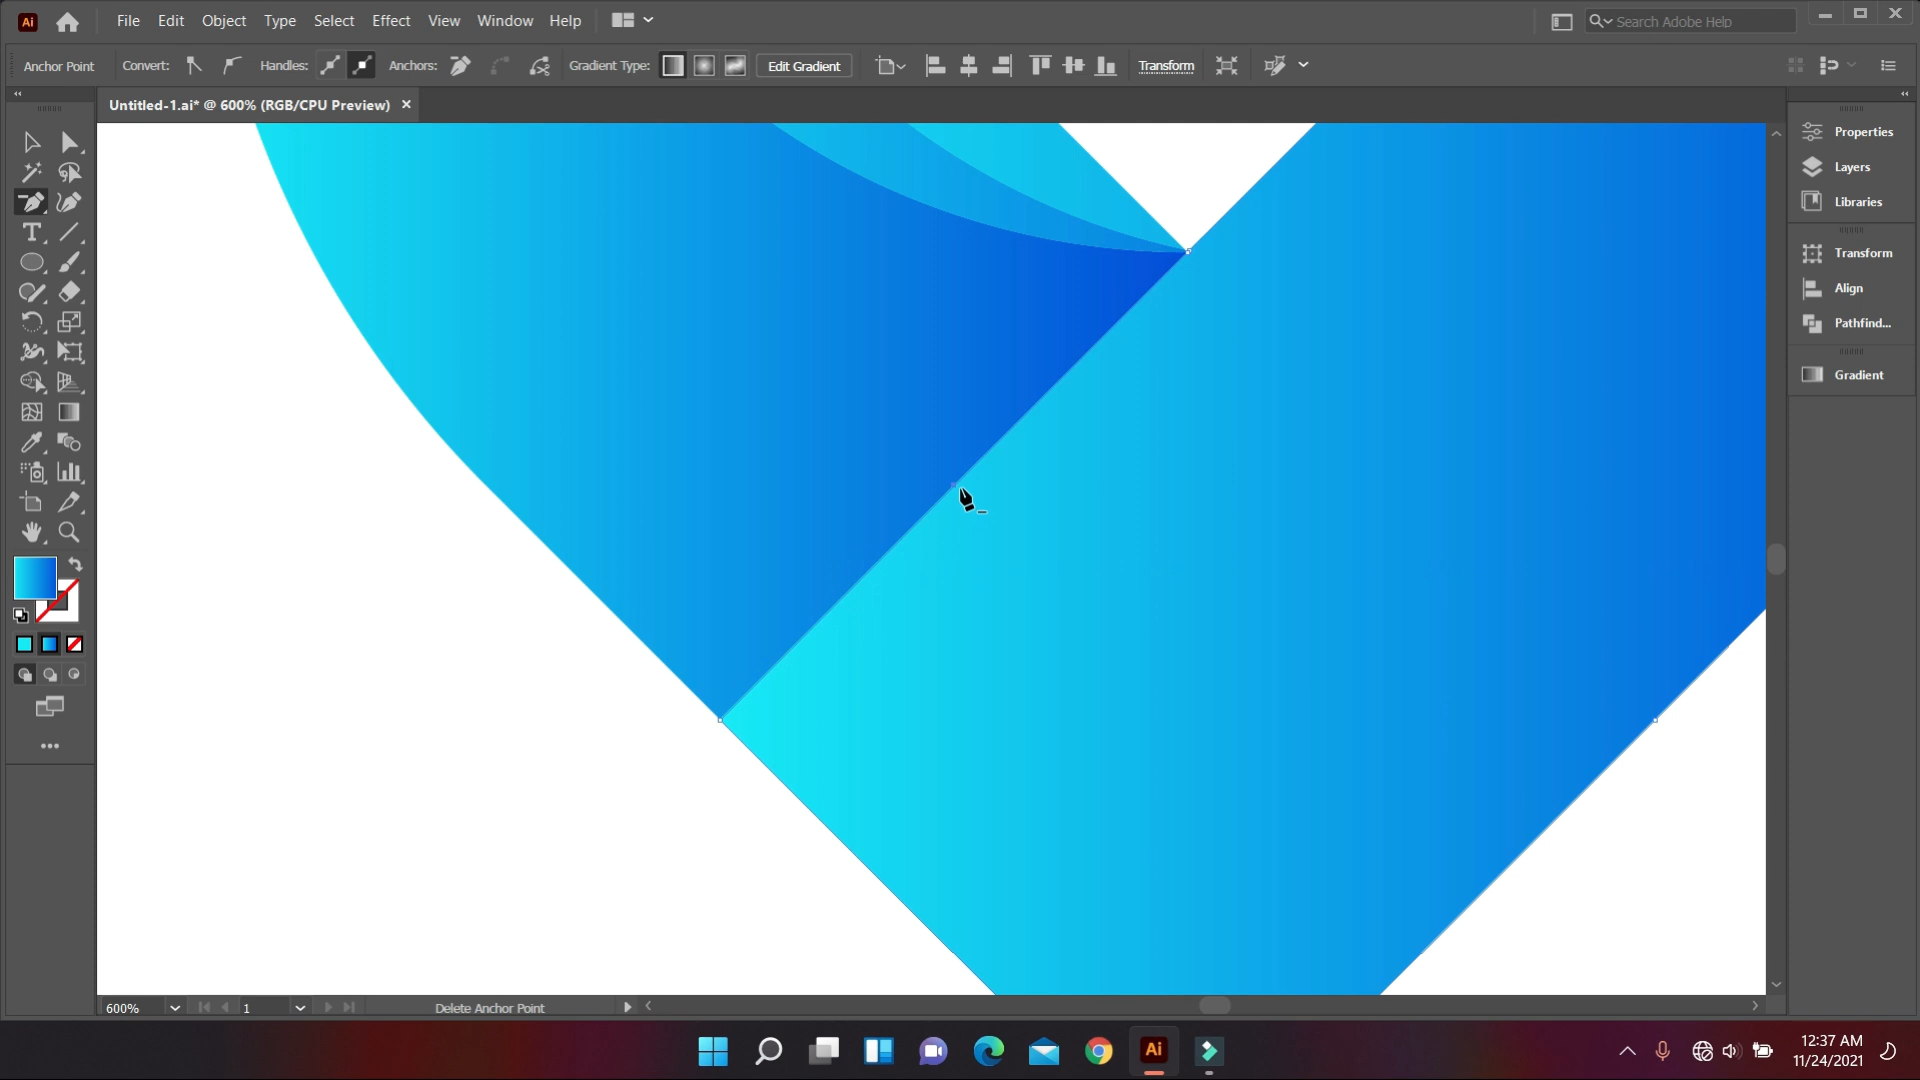 Ai File Edit Object Type Select Effect View Window Help Search Adobe Help
Anchor Point Convert: Handles: Anchors: Gradient Type: Edit Gradient Transform
Untitled-1.ai* @ 600% (RGB/CPU Preview) ×
Properties
Layers
Libraries
Transform
Align
Pathfind...
Gradient
600% 1 Delete Anchor Point
Ai
12:37 AM
11/24/2021